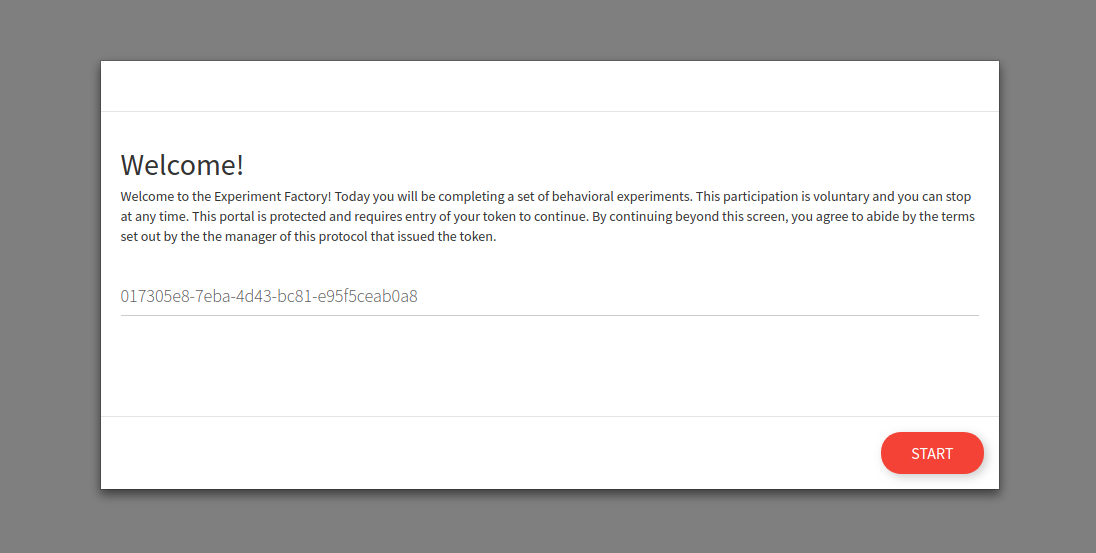 Welcome!
Welcome to the Experiment Factory! Today you will be completing a set of behavioral experiments. This participation is voluntary and you can stop
at any time. This portal is protected and requires entry of your token to continue. By continuing beyond this screen, you agree to abide by the terms
set out by the the manager of this protocol that issued the token.
017305e8-7eba-4d43-bc81-e95f5ceab0a8
START